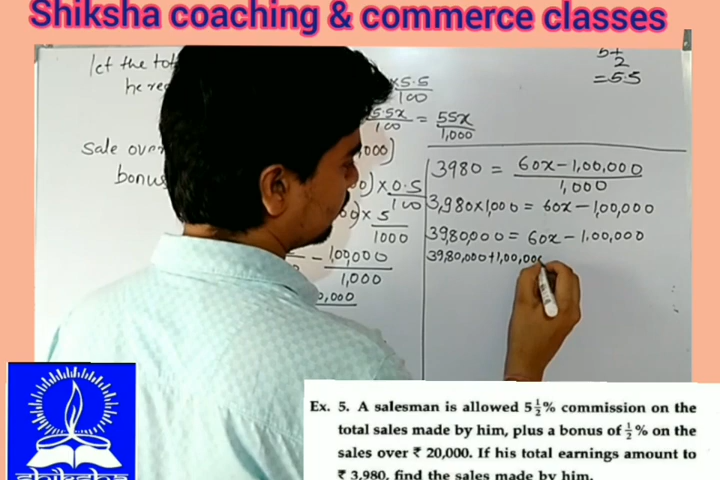 Shiksha coaching & commerce classes
let the tot
he rec
×5.5
100
5.5x
100
= 55x
1,000
5 1
2
= 5.5
Sale over
000)
bonus
) × 0.5
100
0) × 5
1000
- 1,00,000
1,000
0,000
3980 = 60x - 1,00,000
1,000
3,980×1,000 = 60x - 1,00,000
39,80,000 = 60x - 1,00,000
39,80,000+1,00,000
Ex. 5. A salesman is allowed 5½% commission on the
total sales made by him, plus a bonus of ½% on the
sales over ₹ 20,000. If his total earnings amount to
₹ 3,980, find the sales made by him.
shiksha